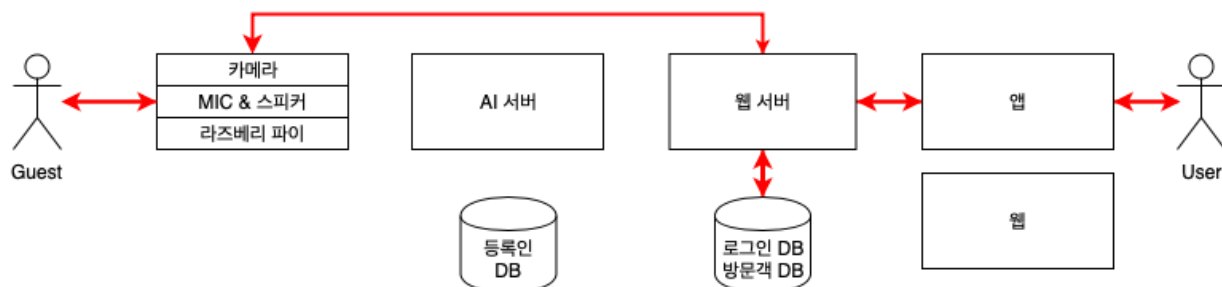 카메라
MIC & 스피커
라즈베리 파이
Guest
AI 서버
등록인
DB
웹 서버
로그인 DB
방문객 DB
앱
웹
User